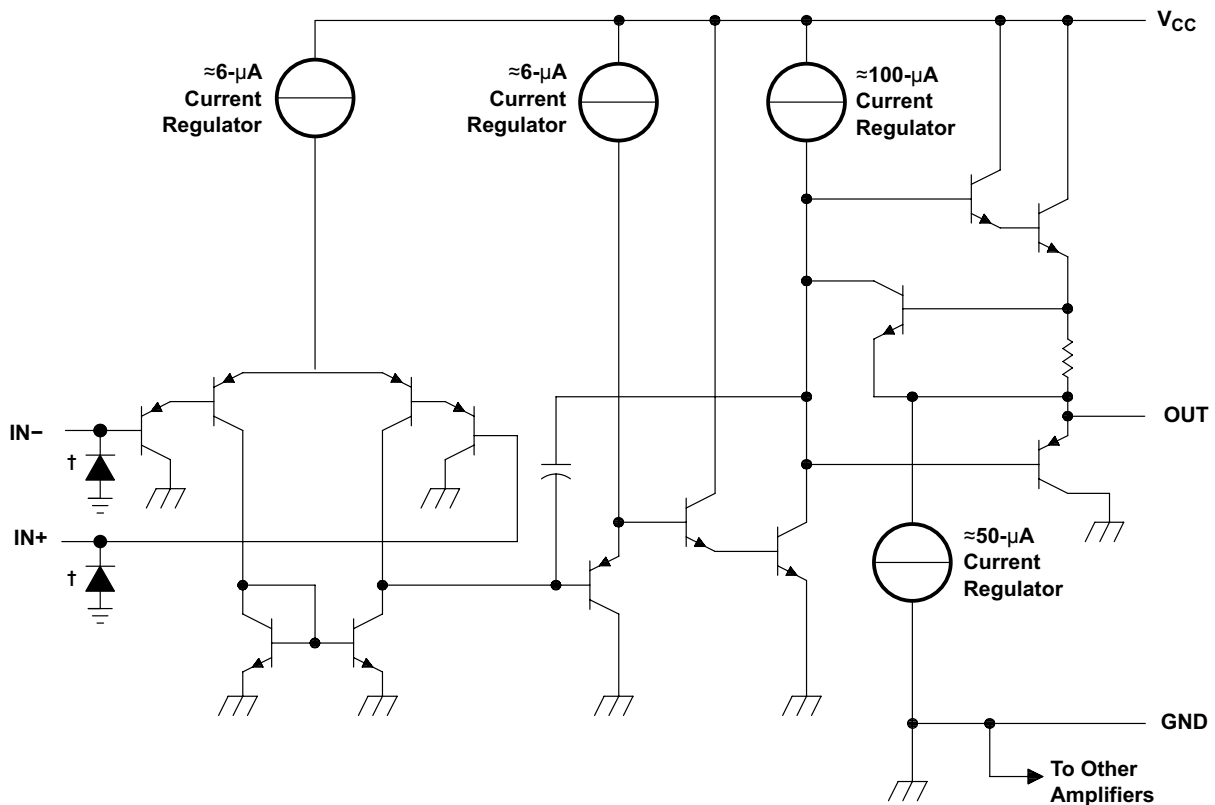 V_CC
≈6-µA
Current
Regulator
≈6-µA
Current
Regulator
≈100-µA
Current
Regulator
IN−
†
OUT
IN+
†
≈50-µA
Current
Regulator
GND
To Other
Amplifiers